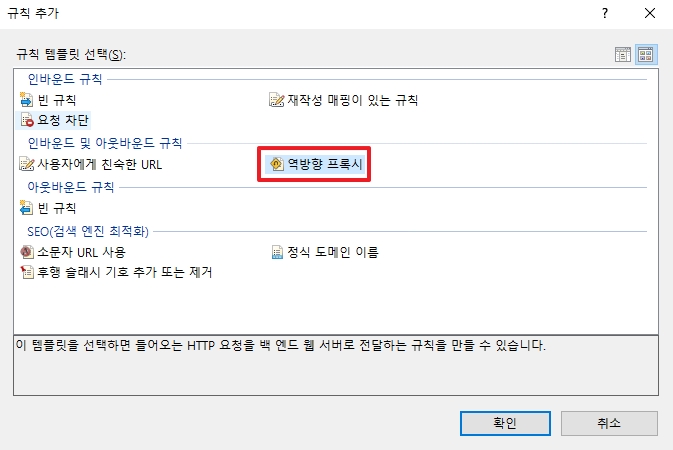 규칙 추가
규칙 템플릿 선택(S):
인바운드 규칙
빈 규칙
재작성 매핑이 있는 규칙
요청 차단
인바운드 및 아웃바운드 규칙
사용자에게 친숙한 URL
역방향 프록시
아웃바운드 규칙
빈 규칙
SEO(검색 엔진 최적화)
소문자 URL 사용
정식 도메인 이름
후행 슬래시 기호 추가 또는 제거
이 템플릿을 선택하면 들어오는 HTTP 요청을 백 엔드 웹 서버로 전달하는 규칙을 만들 수 있습니다.
확인
취소